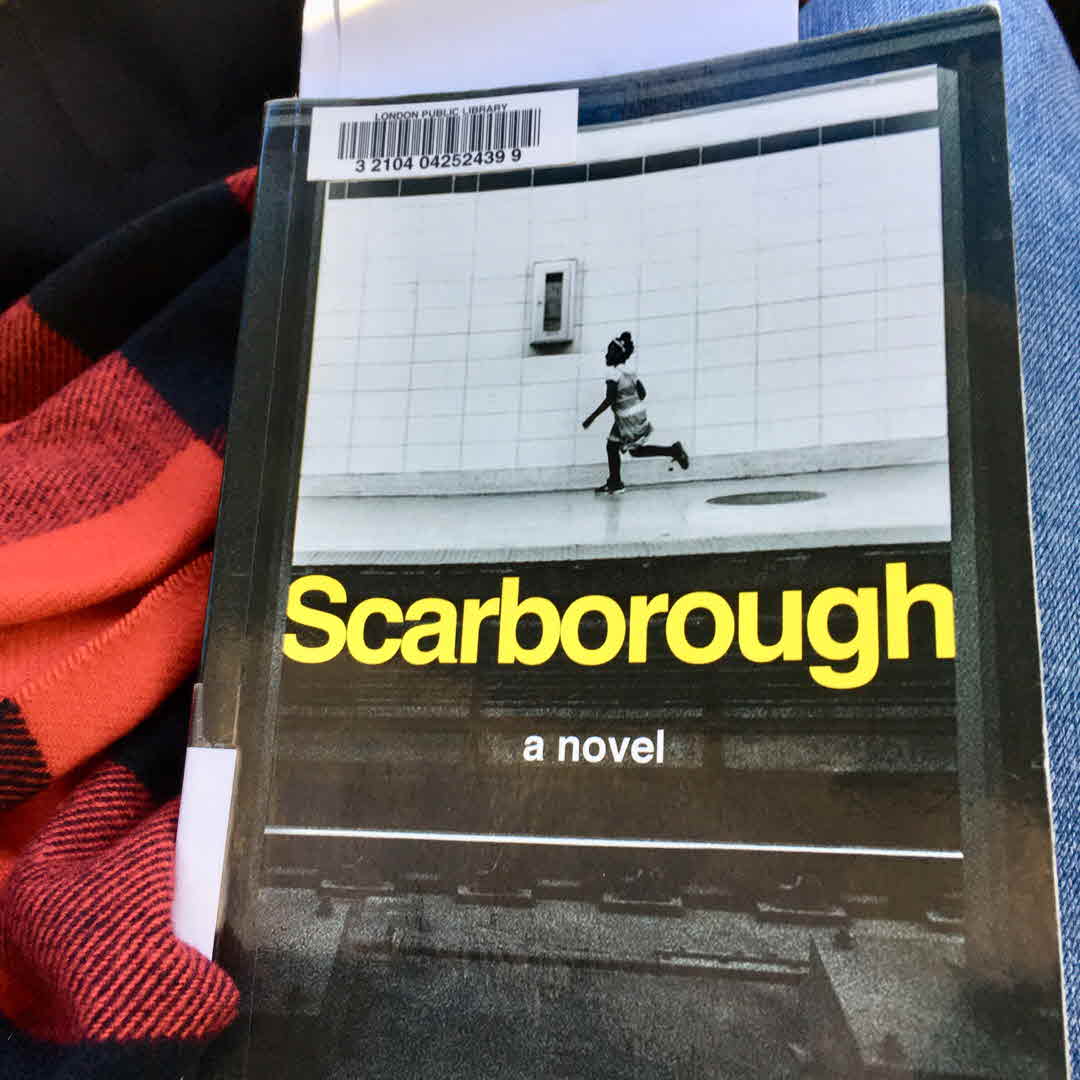 LONDON PUBLIC LIBRARY
3 2104 04252439 9
Scarborough
a novel